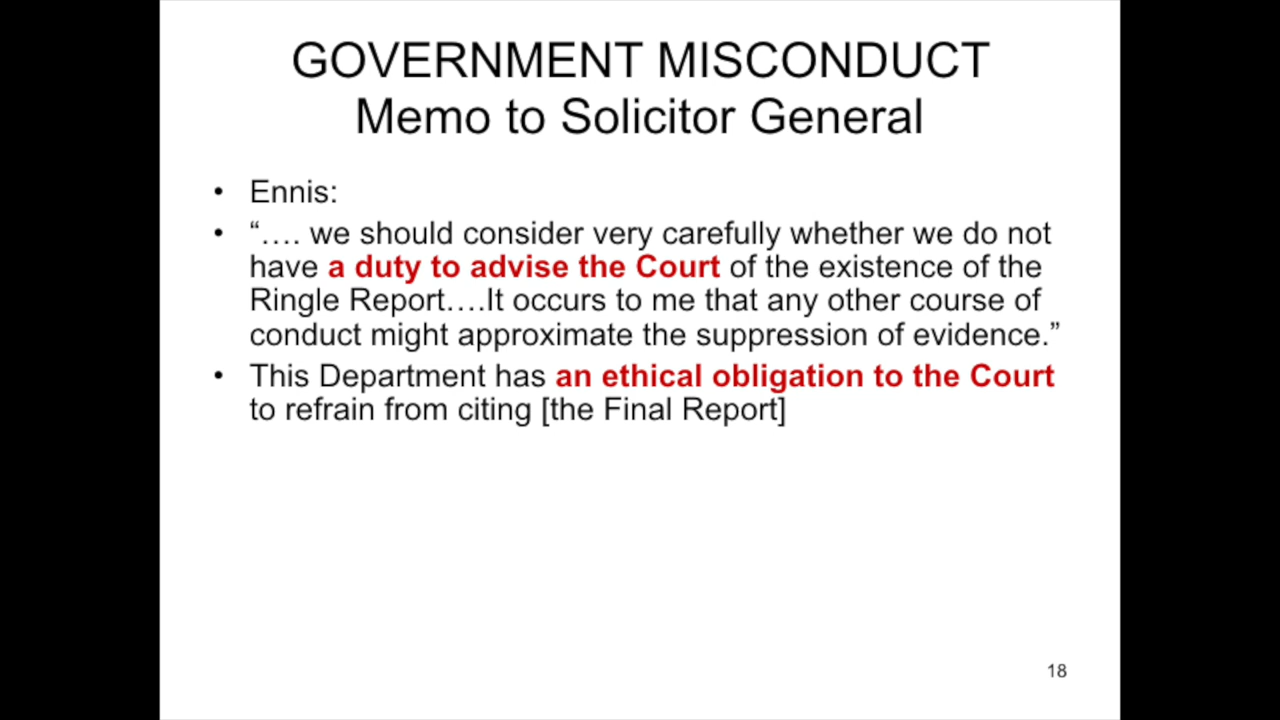 GOVERNMENT MISCONDUCT
Memo to Solicitor General
• Ennis:
• “…. we should consider very carefully whether we do not
have a duty to advise the Court of the existence of the
Ringle Report….It occurs to me that any other course of
conduct might approximate the suppression of evidence.”
• This Department has an ethical obligation to the Court
to refrain from citing [the Final Report]
18